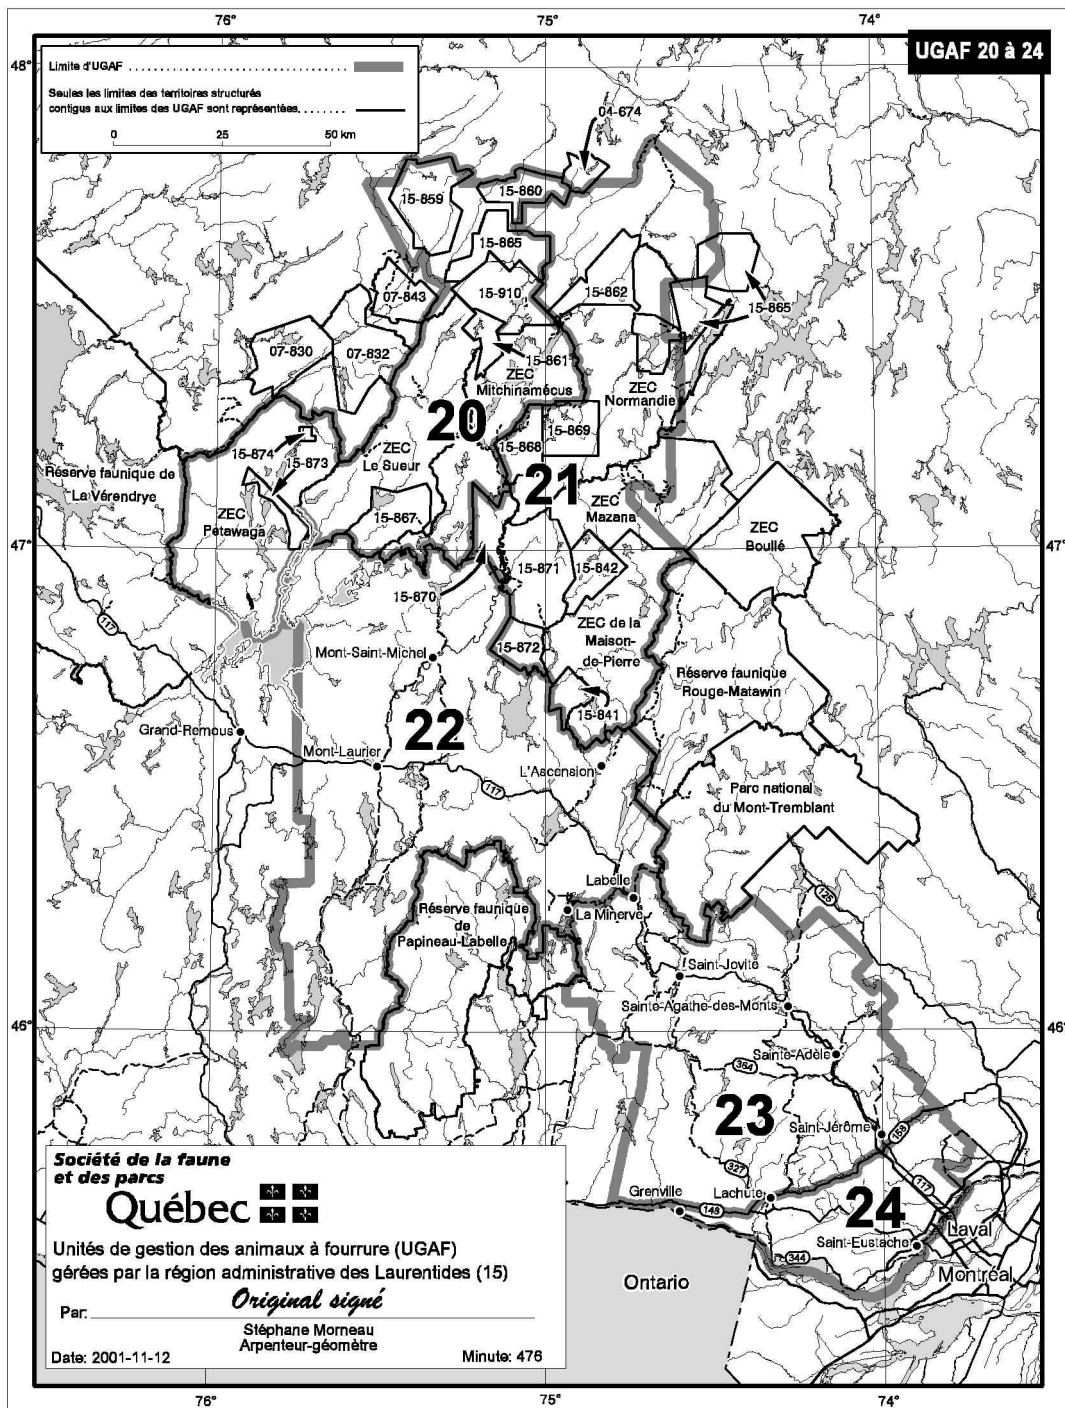 76°
75°
74°
UGAF 20 à 24
48°
Limite d'UGAF
Seules les limites des territoires structurés
contigus aux limites des UGAF sont représentées
0 25 50 km
04-674
15-859
15-860
15-865
07-843
15-910
15-862
15-865
07-830
07-832
15-861
ZEC
Mitchinamécus
ZEC
Normandie
20
15-874
15-873
ZEC
Le Sueur
15-868
15-869
21
Réserve faunique de
La Vérendrye
ZEC
Petawaga
15-867
ZEC
Mazana
ZEC
Boullé
47°
47°
15-870
15-871
15-842
117
15-872
ZEC de la
Maison-
de-Pierre
Mont-Saint-Michel
Réserve faunique
Rouge-Matawin
15-841
Grand-Remous
22
Mont-Laurier
L'Ascension
117
Parc national
du Mont-Tremblant
Labelle
125
Réserve faunique
de
Papineau-Labelle
La Minerve
Saint-Jovite
Sainte-Agathe-des-Monts
46°
46°
Sainte-Adèle
364
23
Saint-Jérôme
158
327
117
Grenville
148
Lachute
24
Saint-Eustache
Laval
344
Montréal
Ontario
Société de la faune
et des parcs
Québec
Unités de gestion des animaux à fourrure (UGAF)
gérées par la région administrative des Laurentides (15)
Original signé
Par:
Stéphane Morneau
Arpenteur-géomètre
Date: 2001-11-12
Minute: 476
76°
75°
74°